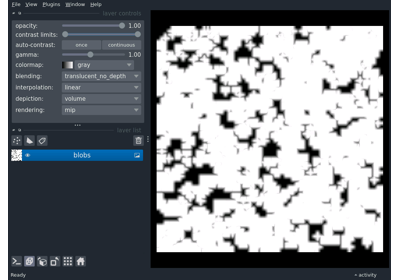 File View Plugins Window Help
layer controls
opacity: 1.00
contrast limits:
auto-contrast: once continuous
gamma: 1.00
colormap: gray
blending: translucent_no_depth
interpolation: linear
depiction: volume
rendering: mip
layer list
blobs
Ready activity